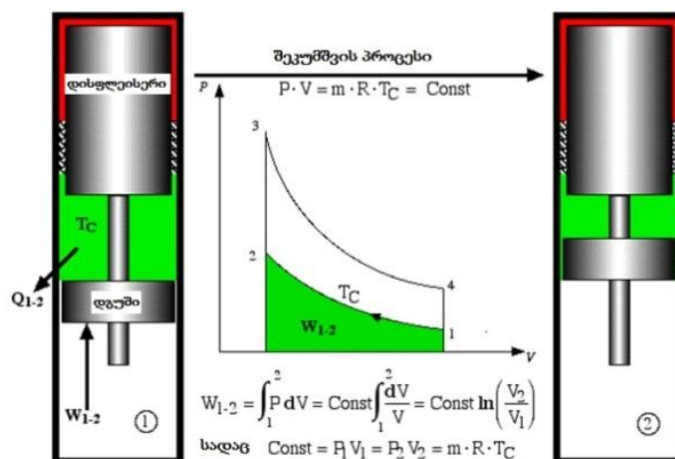 შეკუმშვის პროცესი
P · V = m · R · T_C = Const
დისფლეისერი
T_C
Q₁₋₂
დგუში
W₁₋₂
①
P
3
2
T_C
4
W₁₋₂
1
V
W₁₋₂ = ∫₁² P dV = Const ∫₁² dV/V = Const ln(V₂/V₁)
სადაც Const = P₁V₁ = P₂V₂ = m · R · T_C
②